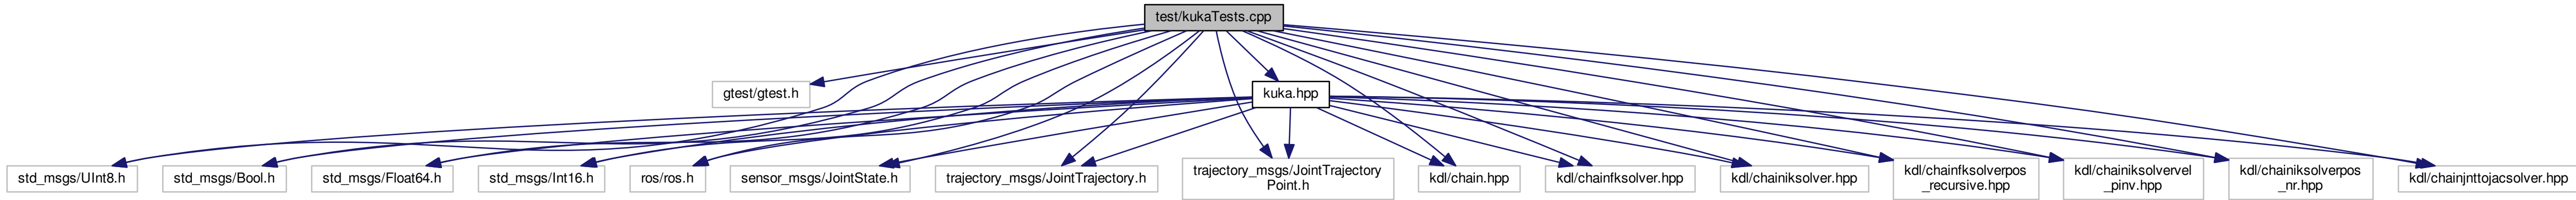 test/kukaTests.cpp
gtest/gtest.h
kuka.hpp
std_msgs/UInt8.h
std_msgs/Bool.h
std_msgs/Float64.h
std_msgs/Int16.h
ros/ros.h
sensor_msgs/JointState.h
trajectory_msgs/JointTrajectory.h
trajectory_msgs/JointTrajectory
Point.h
kdl/chain.hpp
kdl/chainfksolver.hpp
kdl/chainiksolver.hpp
kdl/chainfksolverpos
_recursive.hpp
kdl/chainiksolvervel
_pinv.hpp
kdl/chainiksolverpos
_nr.hpp
kdl/chainjnttojacsolver.hpp